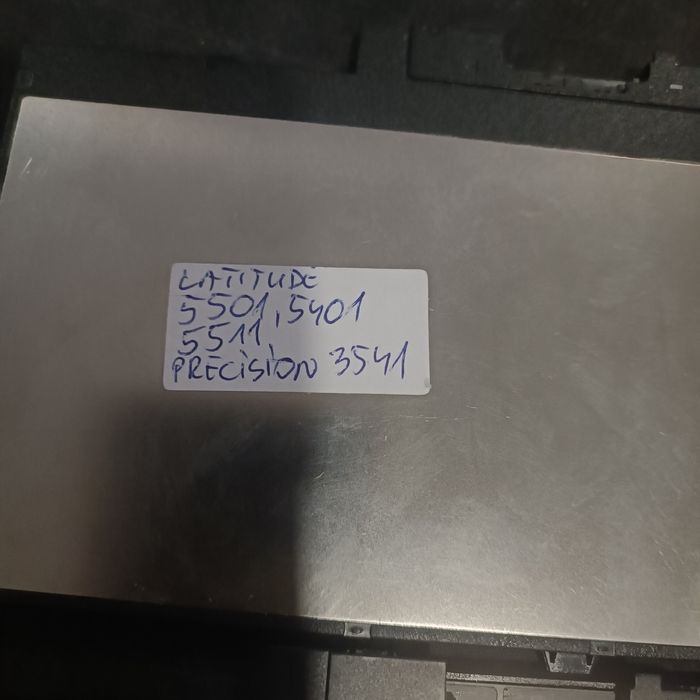 LATITUDE
5501, 5401
5511,
PRECiSiON 3541